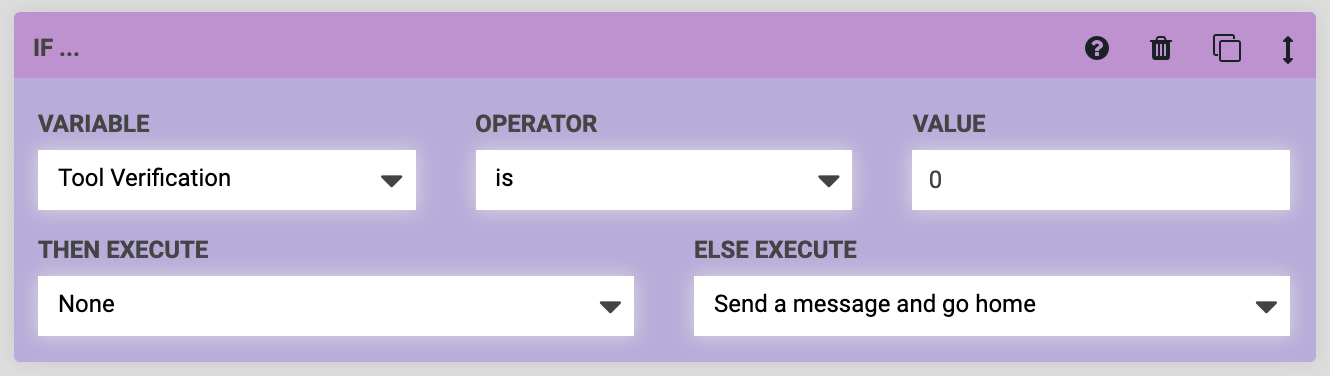 IF ...
VARIABLE OPERATOR VALUE
Tool Verification is 0
THEN EXECUTE ELSE EXECUTE
None Send a message and go home